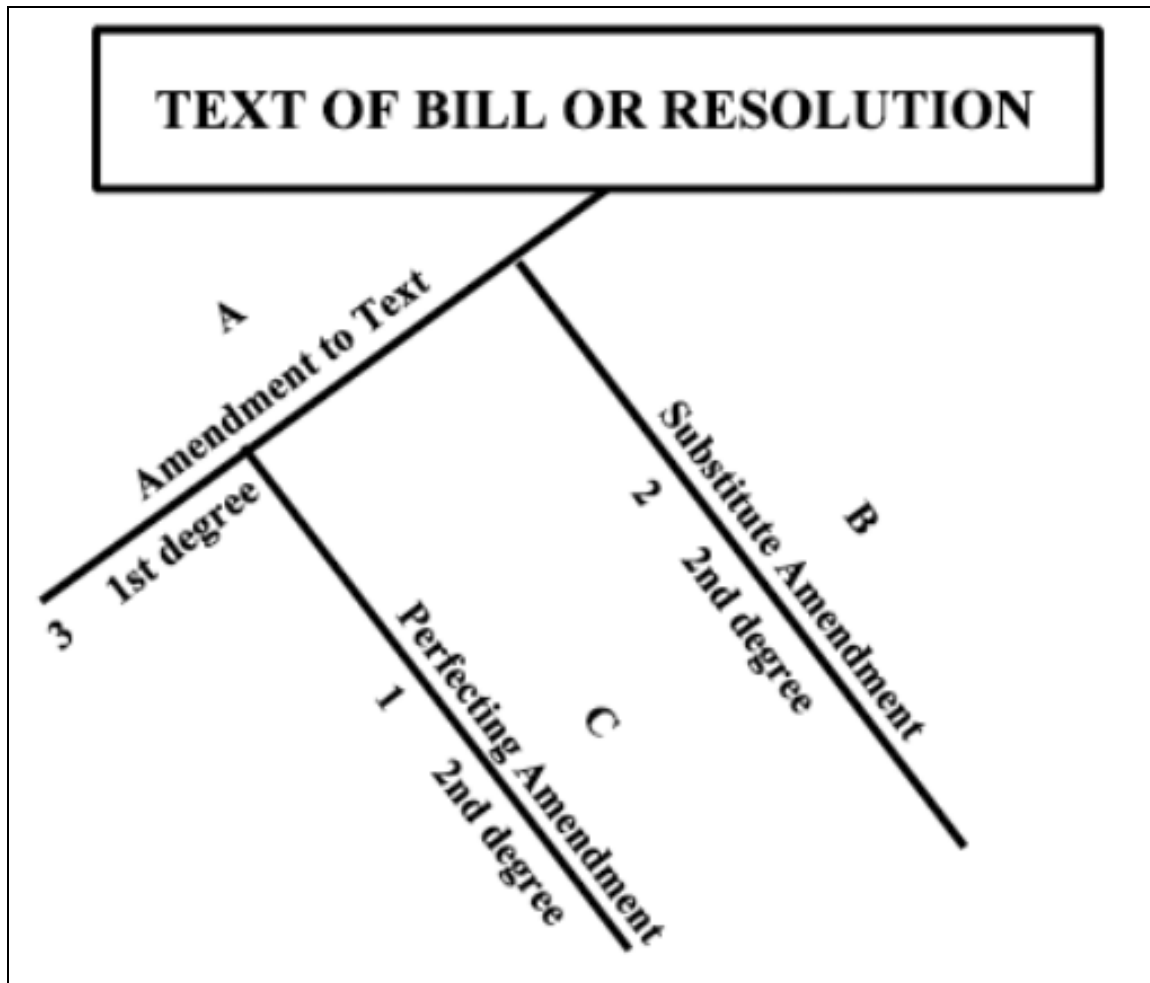 TEXT OF BILL OR RESOLUTION
A
Amendment to Text
1st degree
3
B
Substitute Amendment
2
2nd degree
C
Perfecting Amendment
1
2nd degree